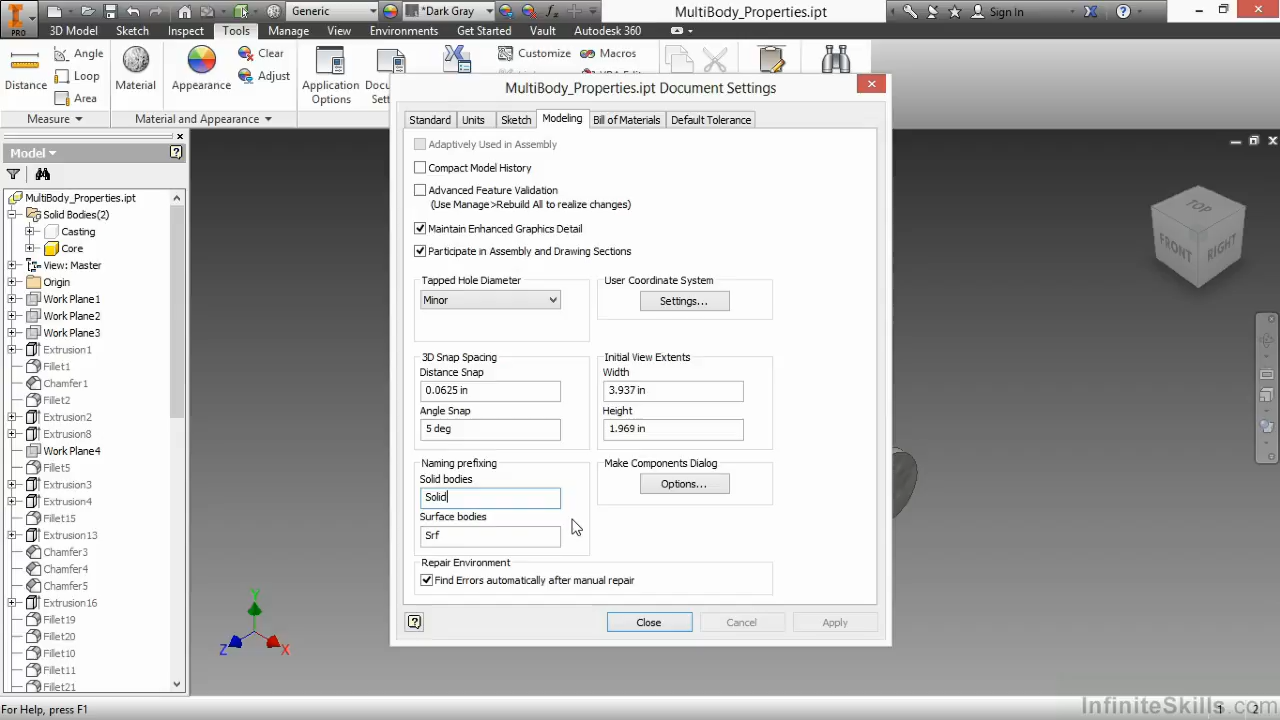 Generic
*Dark Gray
MultiBody_Properties.ipt
Sign In
PRO
3D Model
Sketch
Inspect
Tools
Manage
View
Environments
Get Started
Vault
Autodesk 360
Distance
Angle
Loop
Area
Material
Appearance
Clear
Adjust
Application
Options
Customize
Macros
Measure
Material and Appearance
MultiBody_Properties.ipt Document Settings
Standard
Units
Sketch
Modeling
Bill of Materials
Default Tolerance
Adaptively Used in Assembly
Compact Model History
Advanced Feature Validation
(Use Manage>Rebuild All to realize changes)
Maintain Enhanced Graphics Detail
Participate in Assembly and Drawing Sections
Tapped Hole Diameter
Minor
User Coordinate System
Settings...
3D Snap Spacing
Distance Snap
0.0625 in
Angle Snap
5 deg
Initial View Extents
Width
3.937 in
Height
1.969 in
Naming prefixing
Solid bodies
Solid
Surface bodies
Srf
Make Components Dialog
Options...
Repair Environment
Find Errors automatically after manual repair
Close
Cancel
Apply
Model
MultiBody_Properties.ipt
Solid Bodies(2)
Casting
Core
View: Master
Origin
Work Plane1
Work Plane2
Work Plane3
Extrusion1
Fillet1
Chamfer1
Fillet2
Extrusion2
Extrusion8
Work Plane4
Fillet5
Extrusion3
Extrusion4
Fillet15
Extrusion13
Chamfer3
Chamfer4
Chamfer5
Extrusion16
Fillet19
Fillet20
Fillet10
Fillet11
Fillet21
TOP
FRONT
RIGHT
Y
Z
X
For Help, press F1
1
2
InfiniteSkills.com